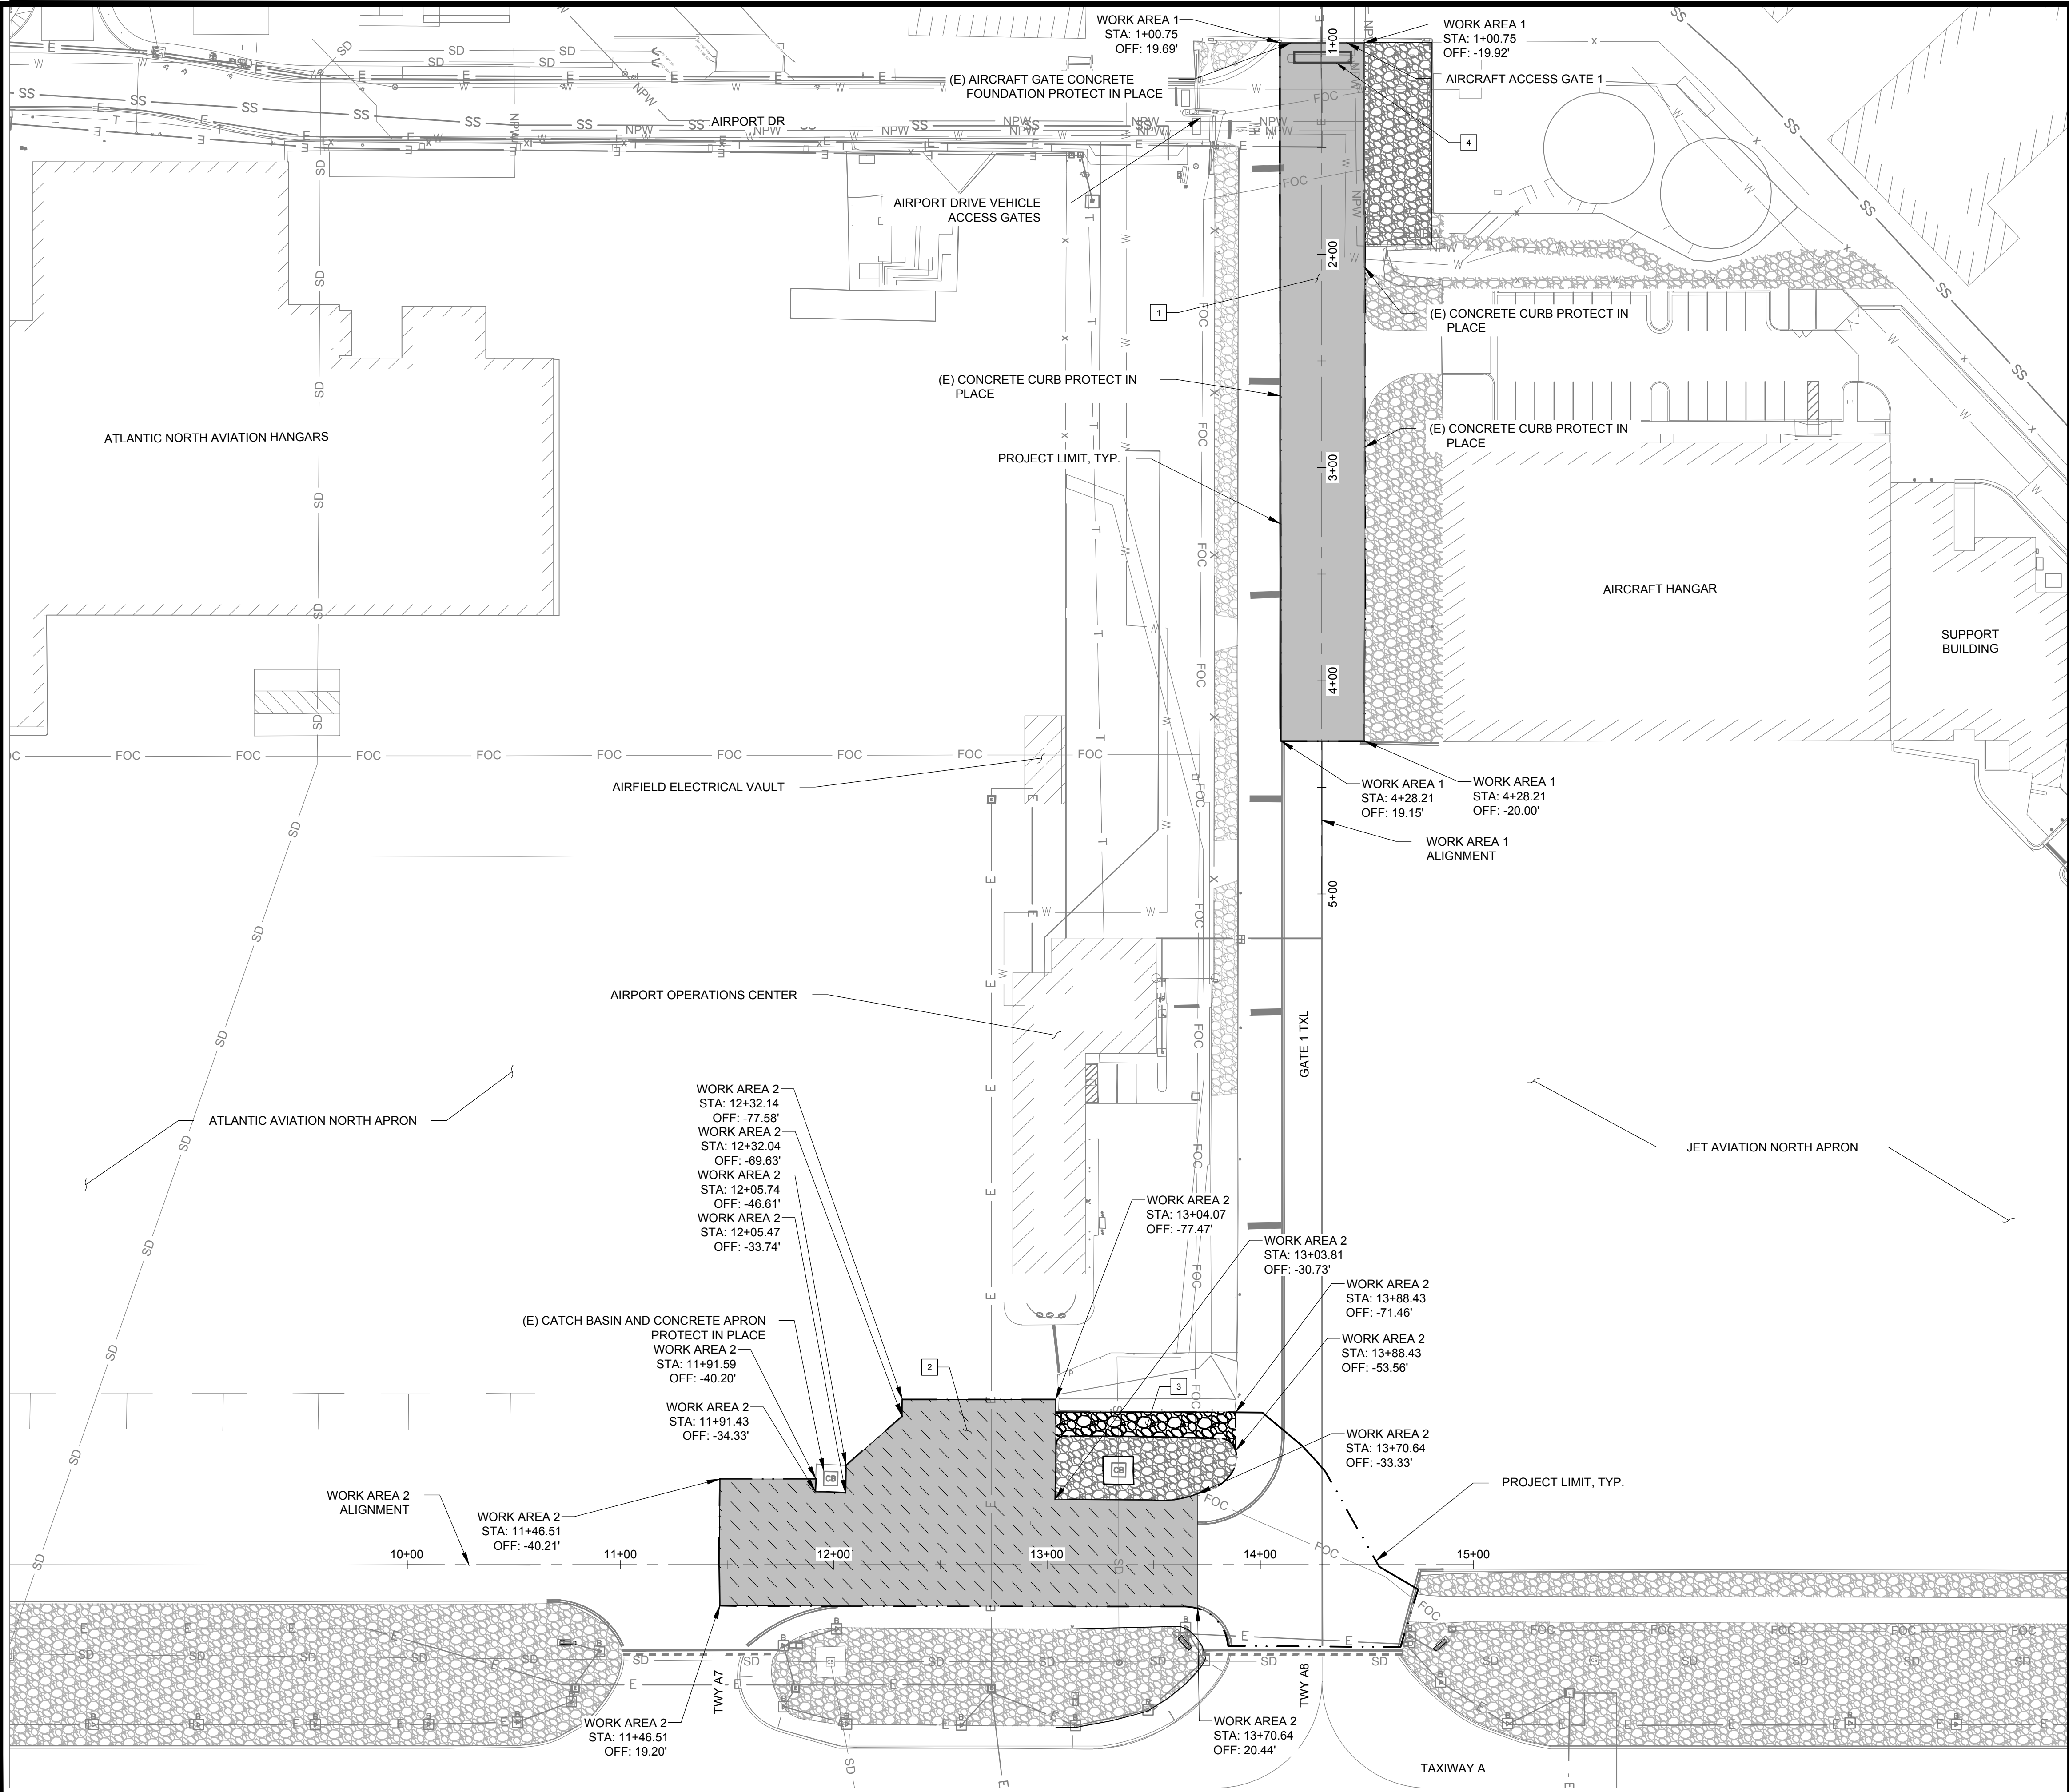 WORK AREA 1
STA: 1+00.75
OFF: 19.69'
WORK AREA 1
STA: 1+00.75
OFF: -19.92'
1+00
(E) AIRCRAFT GATE CONCRETE
FOUNDATION PROTECT IN PLACE
AIRCRAFT ACCESS GATE 1
AIRPORT DR
4
AIRPORT DRIVE VEHICLE
ACCESS GATES
2+00
1
(E) CONCRETE CURB PROTECT IN
PLACE
(E) CONCRETE CURB PROTECT IN
PLACE
ATLANTIC NORTH AVIATION HANGARS
(E) CONCRETE CURB PROTECT IN
PLACE
PROJECT LIMIT, TYP.
3+00
AIRCRAFT HANGAR
SUPPORT
BUILDING
4+00
AIRFIELD ELECTRICAL VAULT
WORK AREA 1
STA: 4+28.21
OFF: 19.15'
WORK AREA 1
STA: 4+28.21
OFF: -20.00'
WORK AREA 1
ALIGNMENT
5+00
AIRPORT OPERATIONS CENTER
GATE 1 TXL
ATLANTIC AVIATION NORTH APRON
JET AVIATION NORTH APRON
WORK AREA 2
STA: 12+32.14
OFF: -77.58'
WORK AREA 2
STA: 12+32.04
OFF: -69.63'
WORK AREA 2
STA: 12+05.74
OFF: -46.61'
WORK AREA 2
STA: 12+05.47
OFF: -33.74'
WORK AREA 2
STA: 13+04.07
OFF: -77.47'
WORK AREA 2
STA: 13+03.81
OFF: -30.73'
WORK AREA 2
STA: 13+88.43
OFF: -71.46'
WORK AREA 2
STA: 13+88.43
OFF: -53.56'
(E) CATCH BASIN AND CONCRETE APRON
PROTECT IN PLACE
WORK AREA 2
STA: 11+91.59
OFF: -40.20'
2
3
WORK AREA 2
STA: 11+91.43
OFF: -34.33'
WORK AREA 2
STA: 13+70.64
OFF: -33.33'
CB
CB
PROJECT LIMIT, TYP.
WORK AREA 2
ALIGNMENT
WORK AREA 2
STA: 11+46.51
OFF: -40.21'
10+00
11+00
12+00
13+00
14+00
15+00
TWY A7
TWY A8
WORK AREA 2
STA: 11+46.51
OFF: 19.20'
WORK AREA 2
STA: 13+70.64
OFF: 20.44'
TAXIWAY A